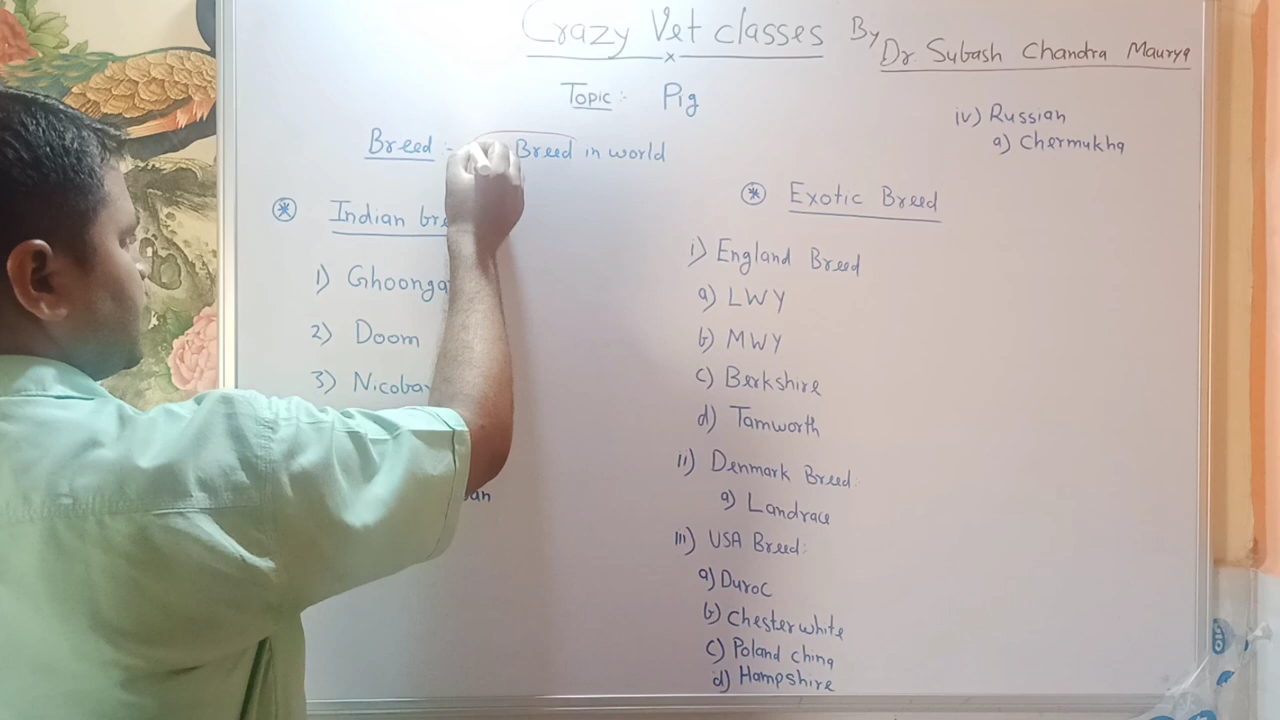 Crazy Vet classes By
Dr. Subash Chandra Maurya
x
Topic :- Pig
Breed :- Breed in world
* Indian
1)
2) Doom
3)
* Exotic Breed
i) England Breed
a) LWY
b) MWY
c) Berkshire
d) Tamworth
ii) Denmark Breed:
a) Landrace
iii) USA Breed:
a) Duroc
b) Chester white
c) Poland china
d) Hampshire
iv) Russian
a) Chermukha